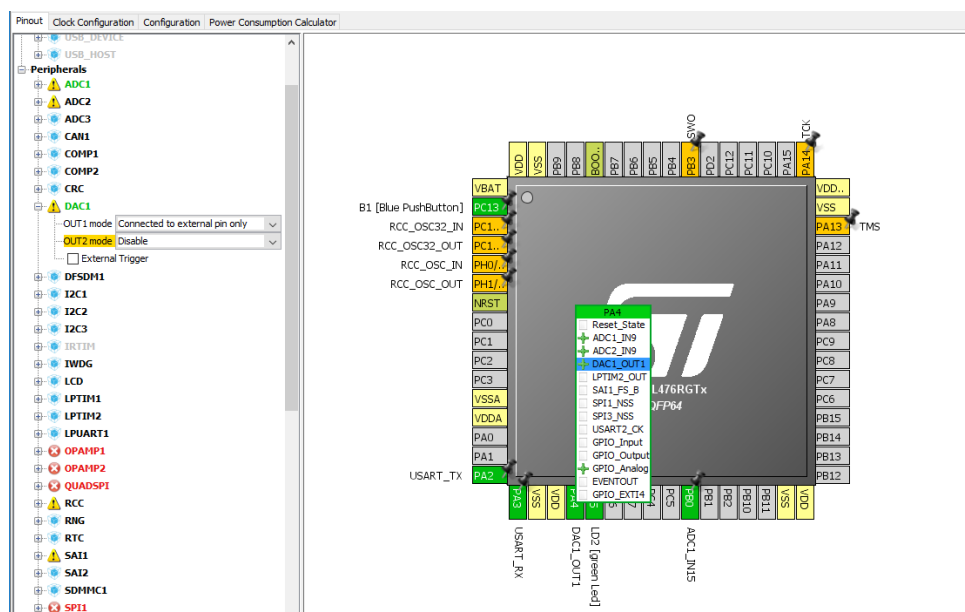 Pinout Clock Configuration Configuration Power Consumption Calculator
USB_DEVICE
USB_HOST
Peripherals
ADC1
ADC2
ADC3
CAN1
COMP1
COMP2
CRC
DAC1
OUT1 mode Connected to external pin only
OUT2 mode Disable
External Trigger
DFSDM1
I2C1
I2C2
I2C3
IRTIM
IWDG
LCD
LPTIM1
LPTIM2
LPUART1
OPAMP1
OPAMP2
QUADSPI
RCC
RNG
RTC
SAI1
SAI2
SDMMC1
SPI1
SWO
TCK
VDD
VSS
PB9
PB8
BOO..
PB7
PB6
PB5
PB4
PB3
PD2
PC12
PC11
PC10
PA15
PA14
VBAT
B1 [Blue PushButton] PC13
RCC_OSC32_IN PC1..
RCC_OSC32_OUT PC1..
RCC_OSC_IN PH0/..
RCC_OSC_OUT PH1/..
NRST
PC0
PC1
PC2
PC3
VSSA
VDDA
PA0
PA1
USART_TX PA2
PA4
Reset_State
ADC1_IN9
ADC2_IN9
DAC1_OUT1
LPTIM2_OUT
SAI1_FS_B
SPI1_NSS
SPI3_NSS
USART2_CK
GPIO_Input
GPIO_Output
GPIO_Analog
EVENTOUT
GPIO_EXTI4
L476RGTx
QFP64
VDD..
VSS
PA13 TMS
PA12
PA11
PA10
PA9
PA8
PC9
PC8
PC7
PC6
PB15
PB14
PB13
PB12
PA3
VSS
VDD
PA4
5
6
7
PC4
PC5
PB0
PB1
PB2
PB10
PB11
VSS
VDD
USART_RX
DAC1_OUT1
LD2 [green Led]
ADC1_IN15